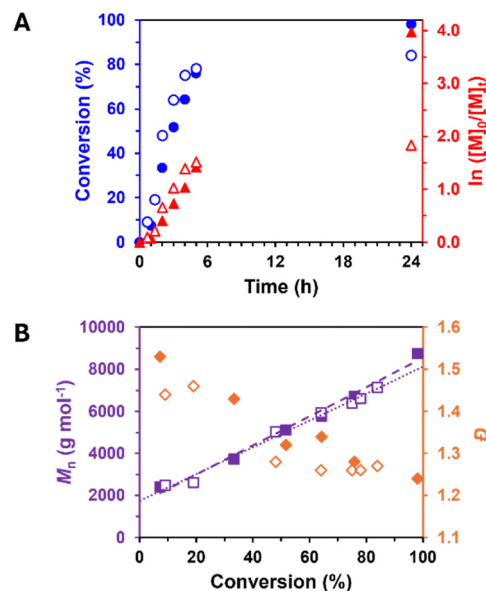 A
Conversion (%)
100
80
60
40
20
0
4.0
3.0
2.0
1.0
0.0
ln ([M]0/[M]t)
0 6 12 18 24
Time (h)
B
Mn (g mol-1)
10000
8000
6000
4000
2000
0
1.6
1.5
1.4
1.3
1.2
1.1
Đ
0 20 40 60 80 100
Conversion (%)